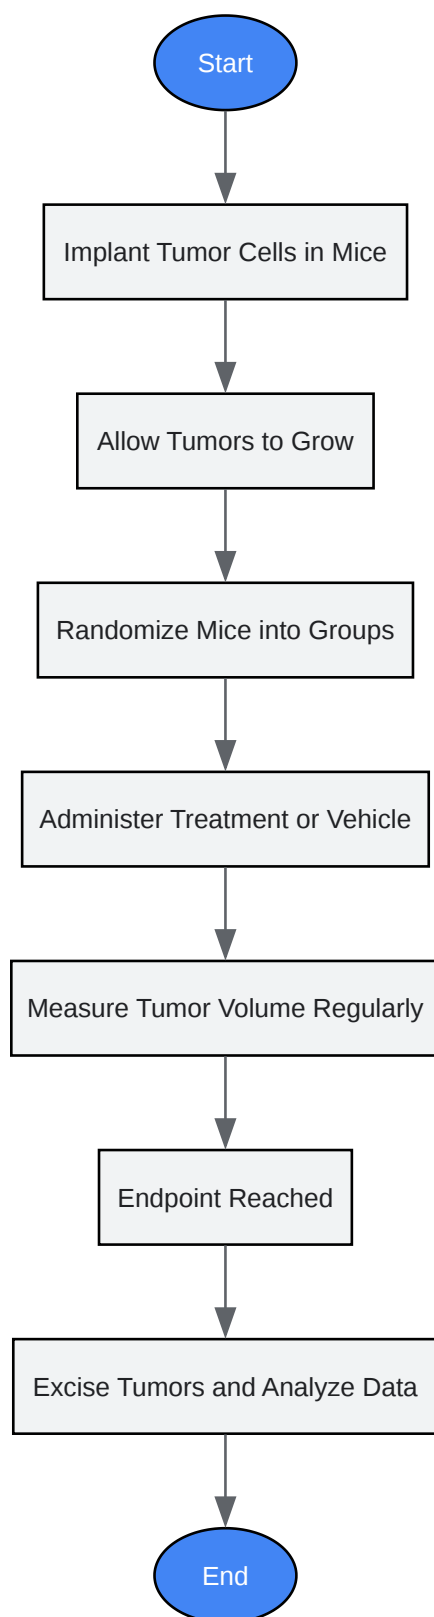 Start
Implant Tumor Cells in Mice
Allow Tumors to Grow
Randomize Mice into Groups
Administer Treatment or Vehicle
Measure Tumor Volume Regularly
Endpoint Reached
Excise Tumors and Analyze Data
End